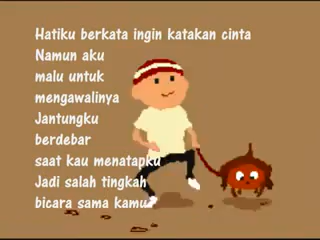 Hatiku berkata ingin katakan cinta
Namun aku
malu untuk
mengawalinya
Jantungku
berdebar
saat kau menatapku
Jadi salah tingkah
bicara sama kamu